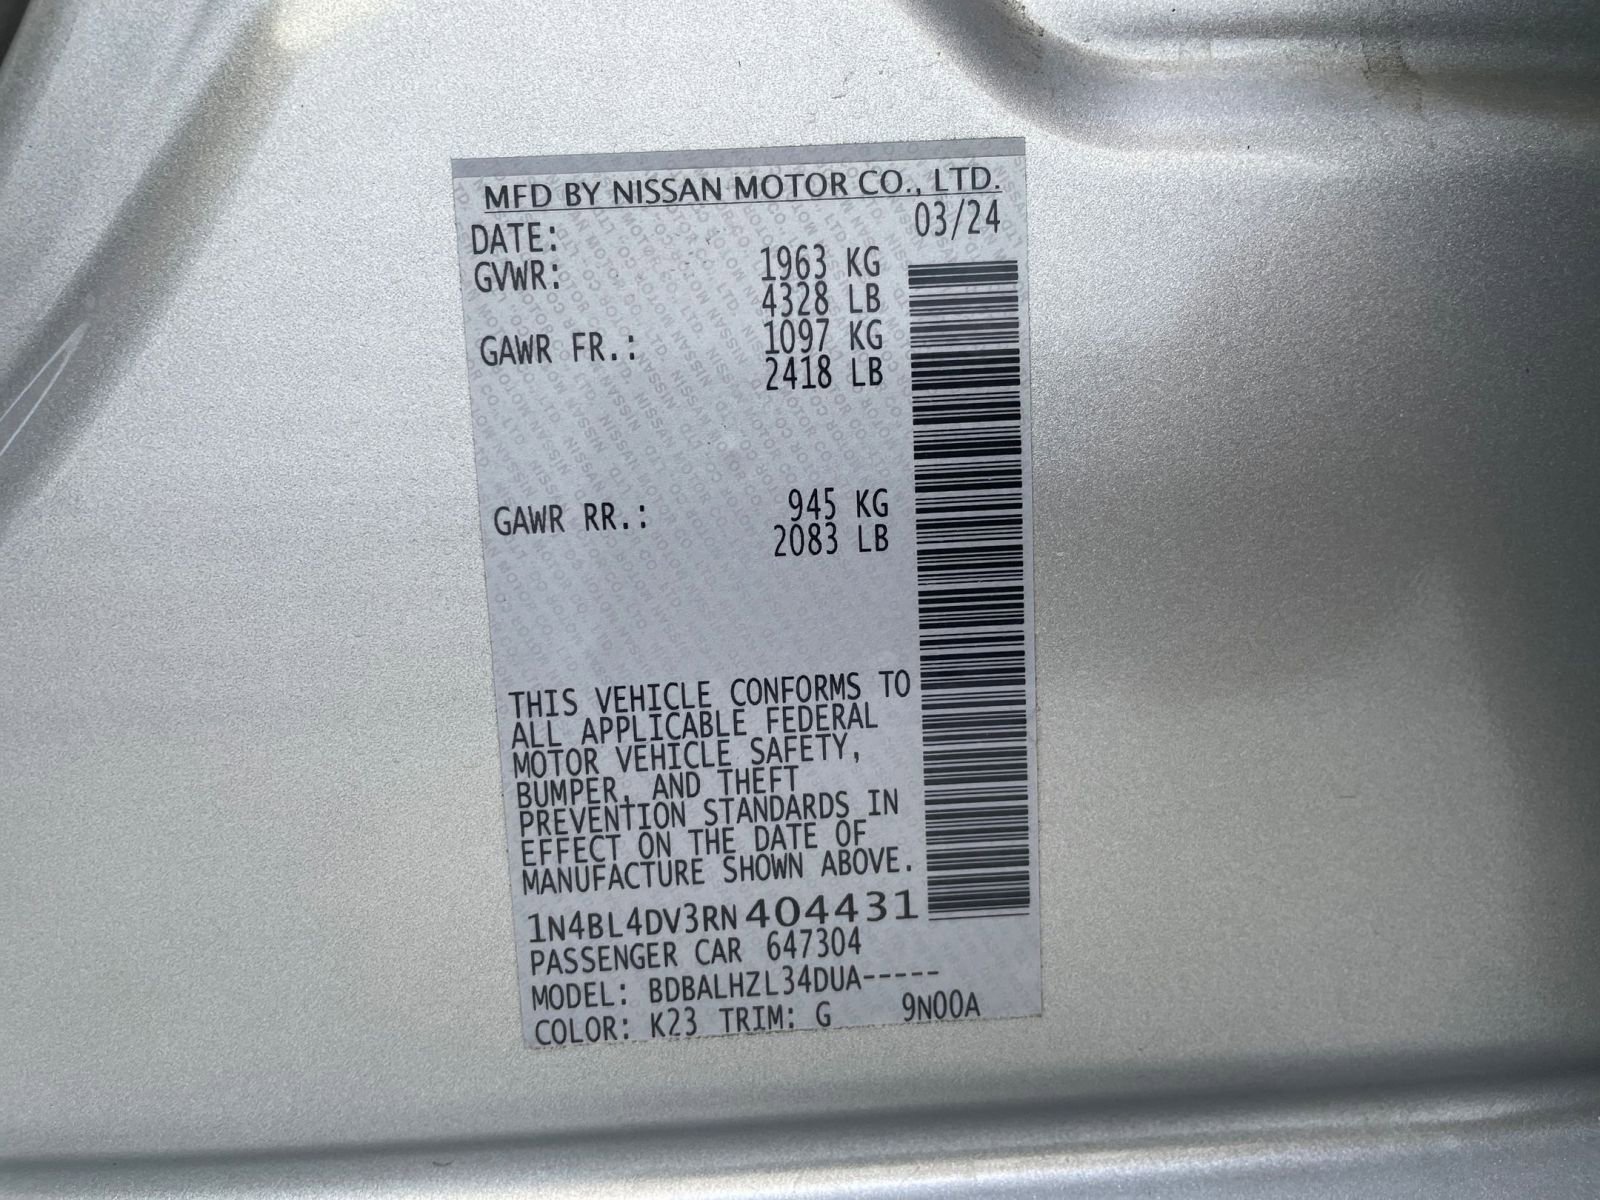 MFD BY NISSAN MOTOR CO., LTD.
DATE: 03/24
GVWR: 1963 KG
4328 LB
GAWR FR.: 1097 KG
2418 LB
GAWR RR.: 945 KG
2083 LB
THIS VEHICLE CONFORMS TO
ALL APPLICABLE FEDERAL
MOTOR VEHICLE SAFETY,
BUMPER, AND THEFT
PREVENTION STANDARDS IN
EFFECT ON THE DATE OF
MANUFACTURE SHOWN ABOVE.
1N4BL4DV3RN404431
PASSENGER CAR 647304
MODEL: BDBALHZL34DUA-----
COLOR: K23 TRIM: G 9N00A